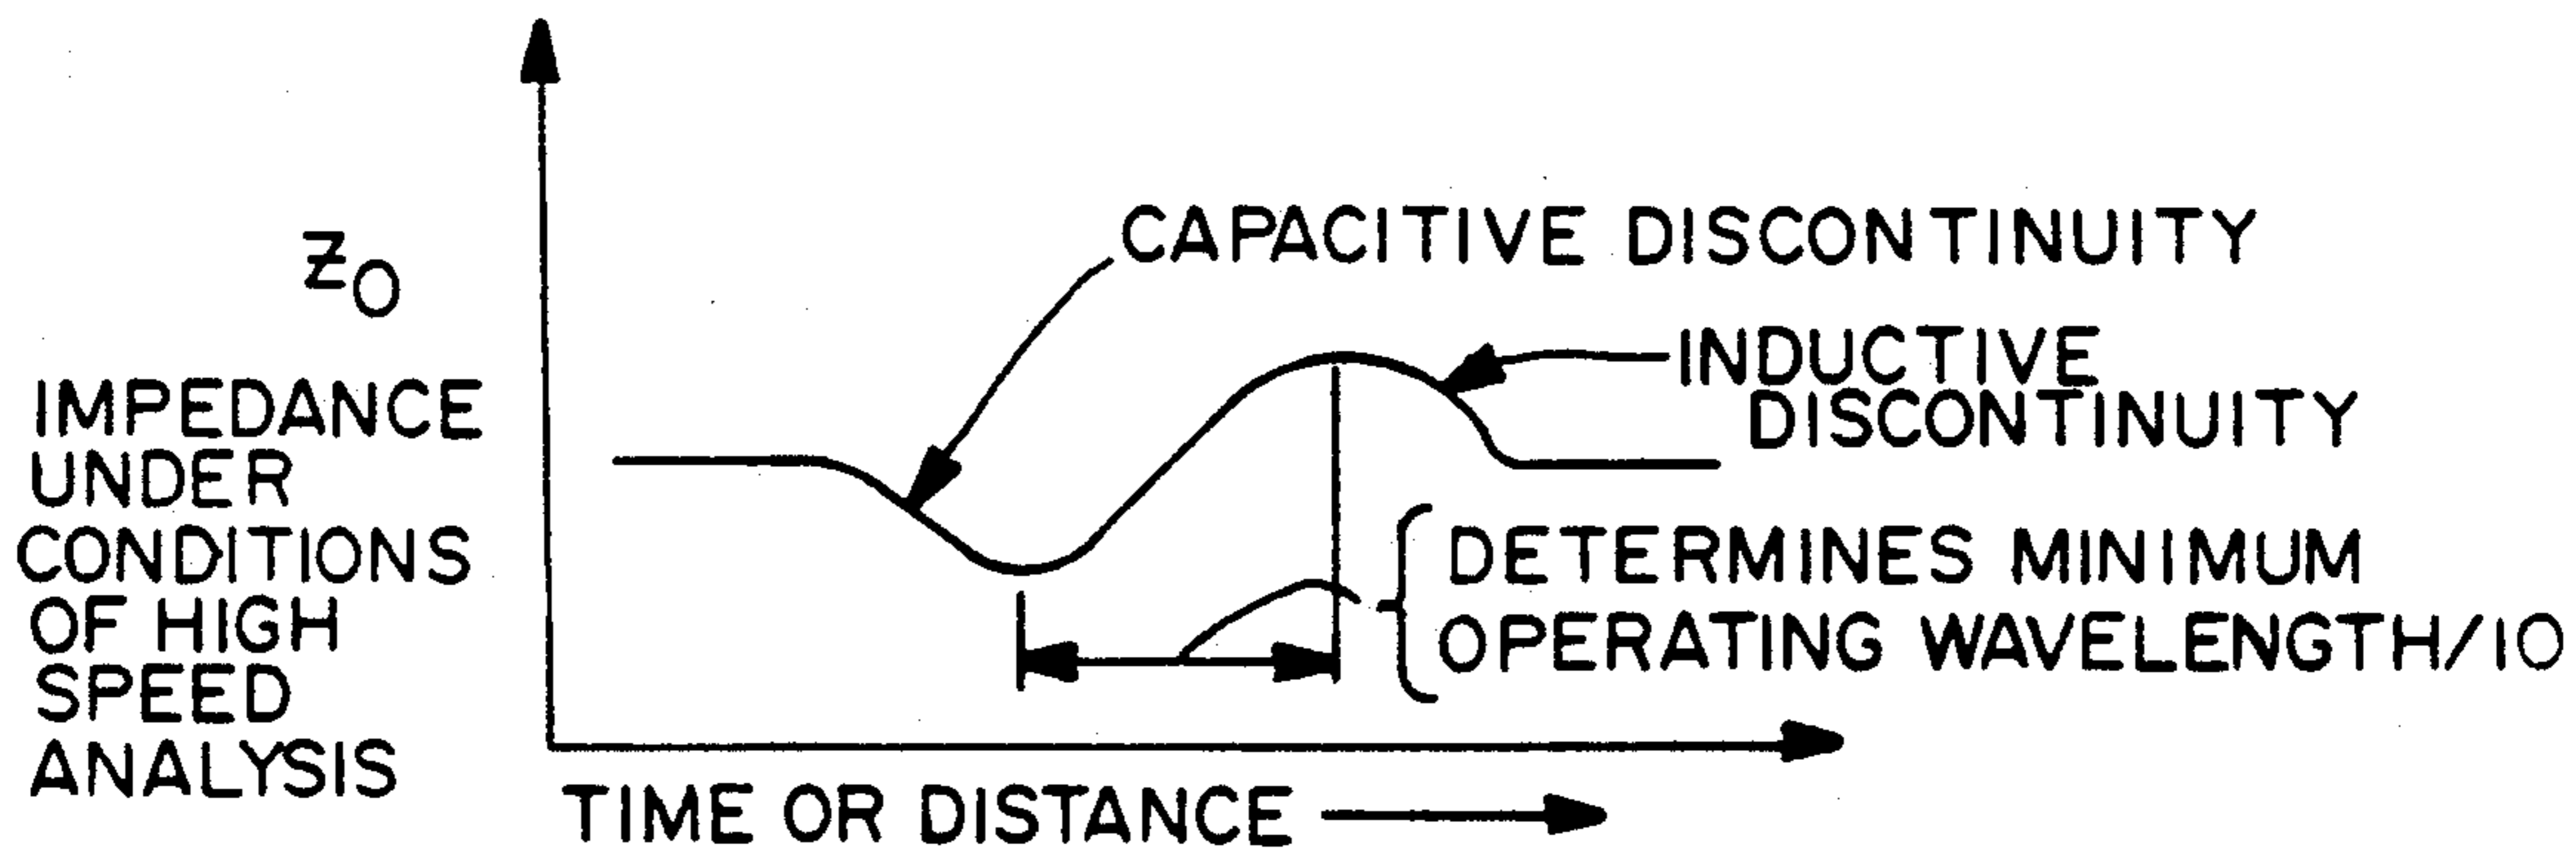 Z0
IMPEDANCE
UNDER
CONDITIONS
OF HIGH
SPEED
ANALYSIS
CAPACITIVE DISCONTINUITY
INDUCTIVE
DISCONTINUITY
DETERMINES MINIMUM
OPERATING WAVELENGTH/10
TIME OR DISTANCE